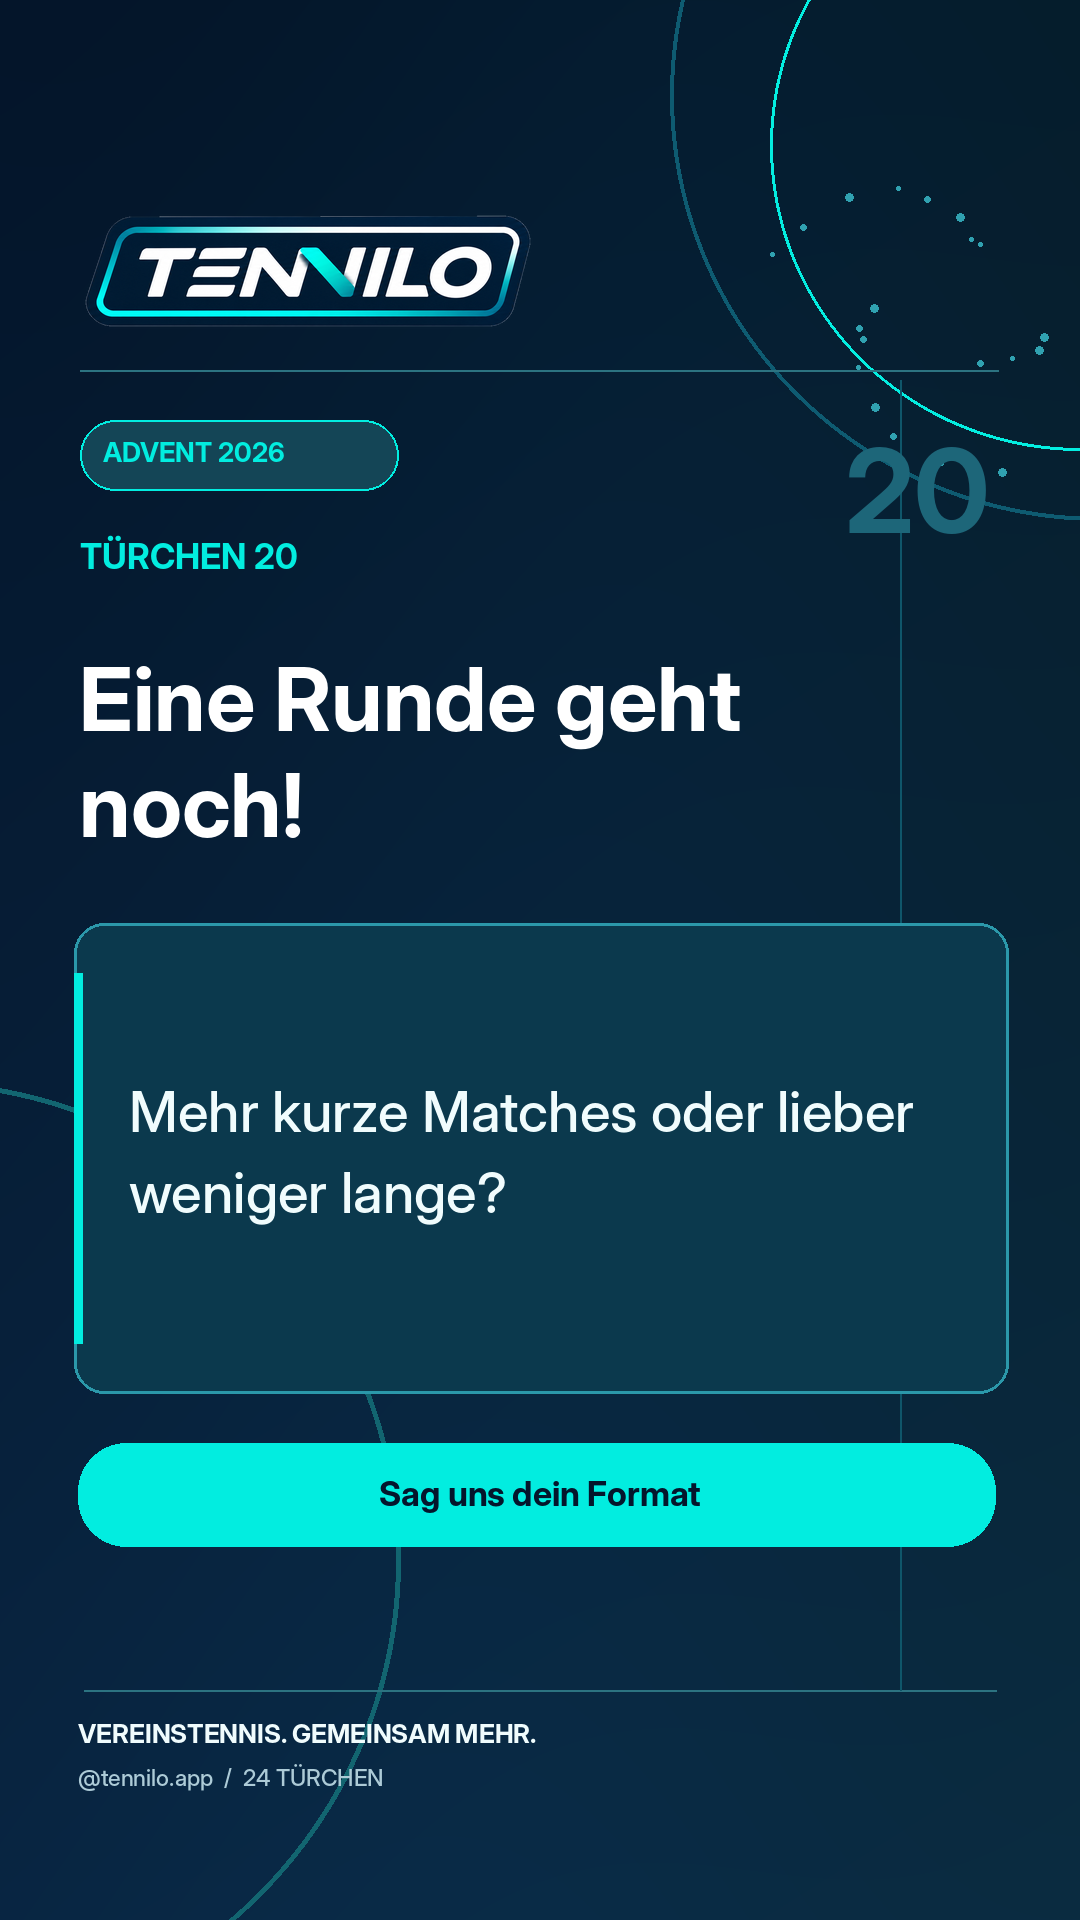 TENNILO
ADVENT 2026
20
TÜRCHEN 20
Eine Runde geht
noch!
Mehr kurze Matches oder lieber
weniger lange?
Sag uns dein Format
VEREINSTENNIS. GEMEINSAM MEHR.
@tennilo.app / 24 TÜRCHEN